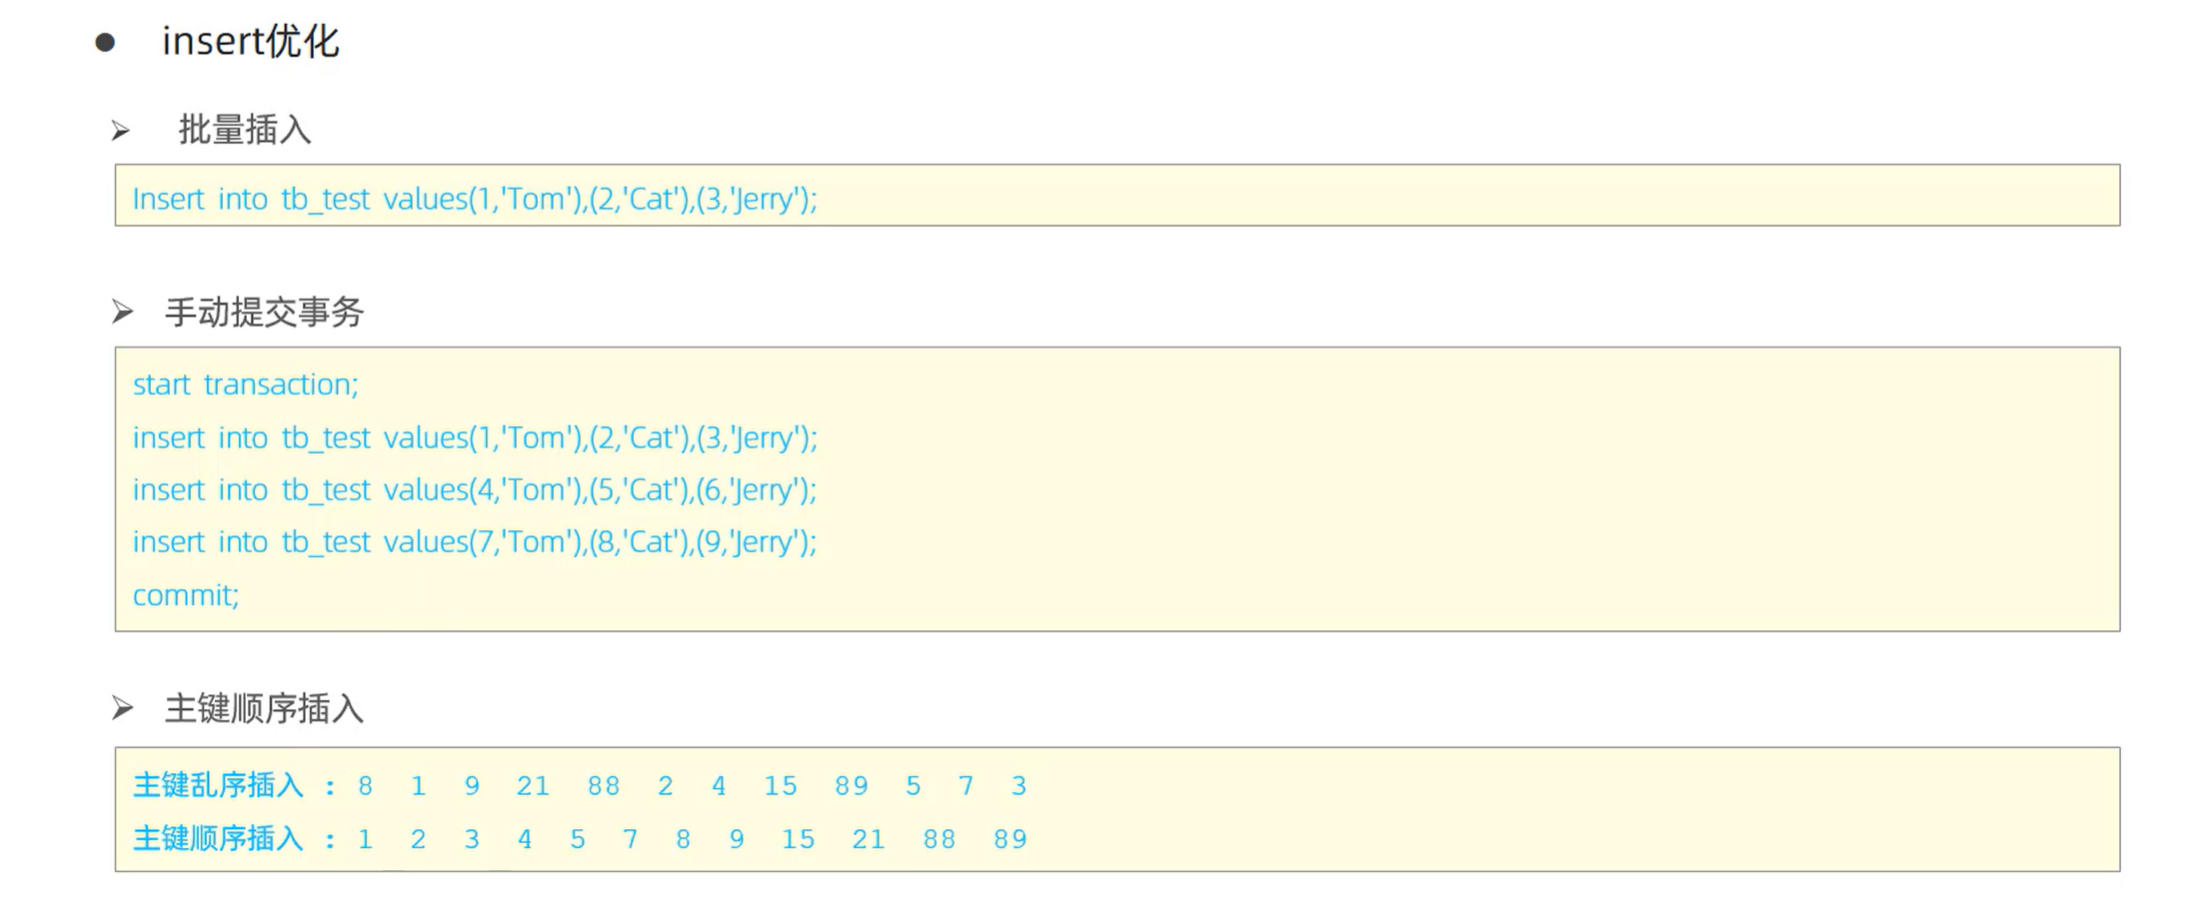 ● insert优化
➢ 批量插入
Insert into tb_test values(1,'Tom'),(2,'Cat'),(3,'Jerry');
➢ 手动提交事务
start transaction;
insert into tb_test values(1,'Tom'),(2,'Cat'),(3,'Jerry');
insert into tb_test values(4,'Tom'),(5,'Cat'),(6,'Jerry');
insert into tb_test values(7,'Tom'),(8,'Cat'),(9,'Jerry');
commit;
➢ 主键顺序插入
主键乱序插入 : 8 1 9 21 88 2 4 15 89 5 7 3
主键顺序插入 : 1 2 3 4 5 7 8 9 15 21 88 89